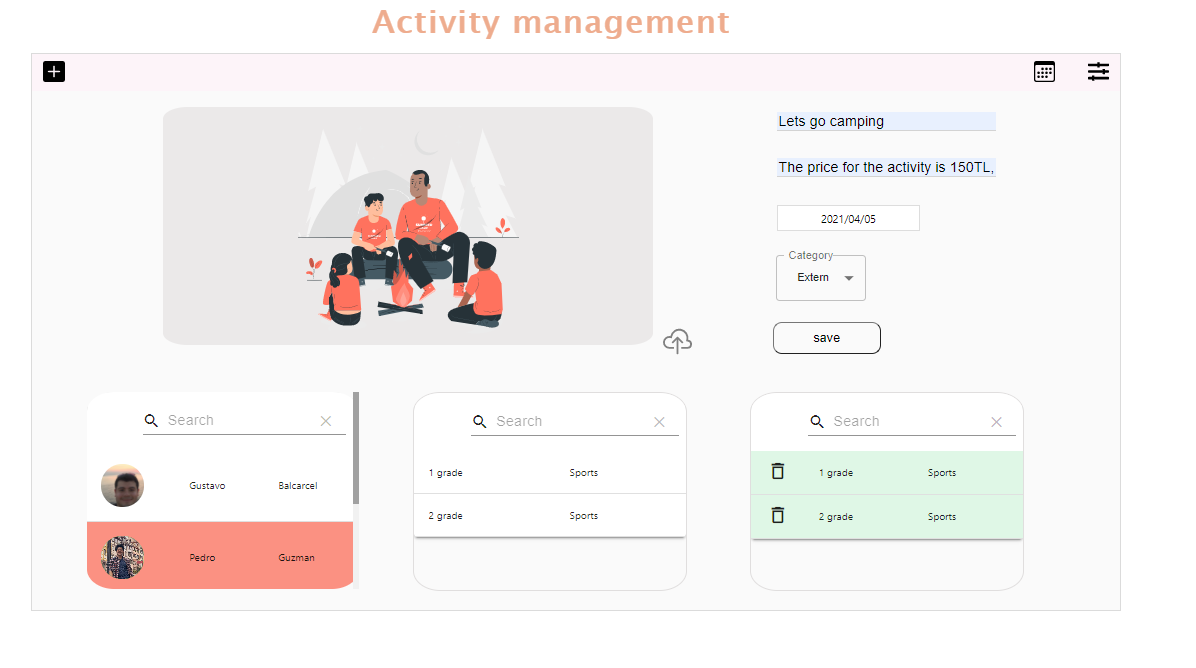 Activity management
Lets go camping
The price for the activity is 150TL,
2021/04/05
Category
Extern
save
Search
Gustavo Balcarcel
Pedro Guzman
Search
1 grade Sports
2 grade Sports
Search
1 grade Sports
2 grade Sports